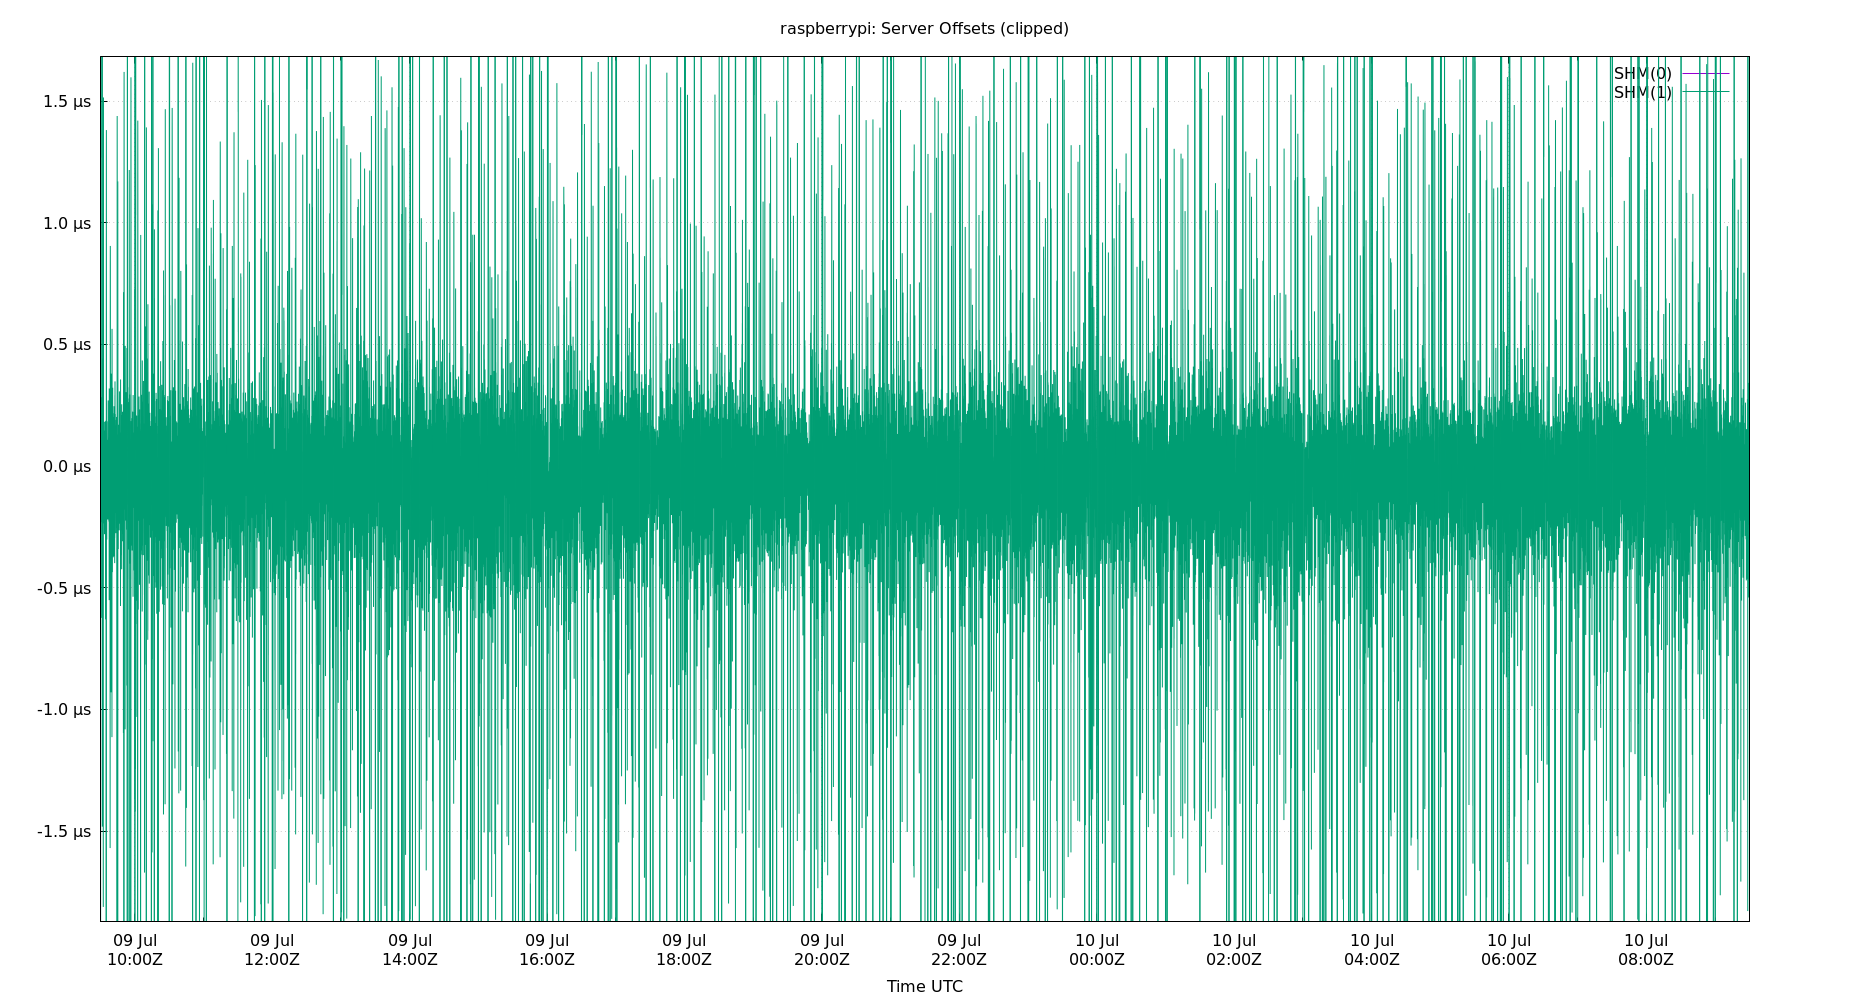 raspberrypi: Server Offsets (clipped)
SHM(0)
SHM(1)
1.5 µs
1.0 µs
0.5 µs
0.0 µs
-0.5 µs
-1.0 µs
-1.5 µs
09 Jul 09 Jul 09 Jul 09 Jul 09 Jul 09 Jul 09 Jul 10 Jul 10 Jul 10 Jul 10 Jul 10 Jul
10:00Z 12:00Z 14:00Z 16:00Z 18:00Z 20:00Z 22:00Z 00:00Z 02:00Z 04:00Z 06:00Z 08:00Z
Time UTC